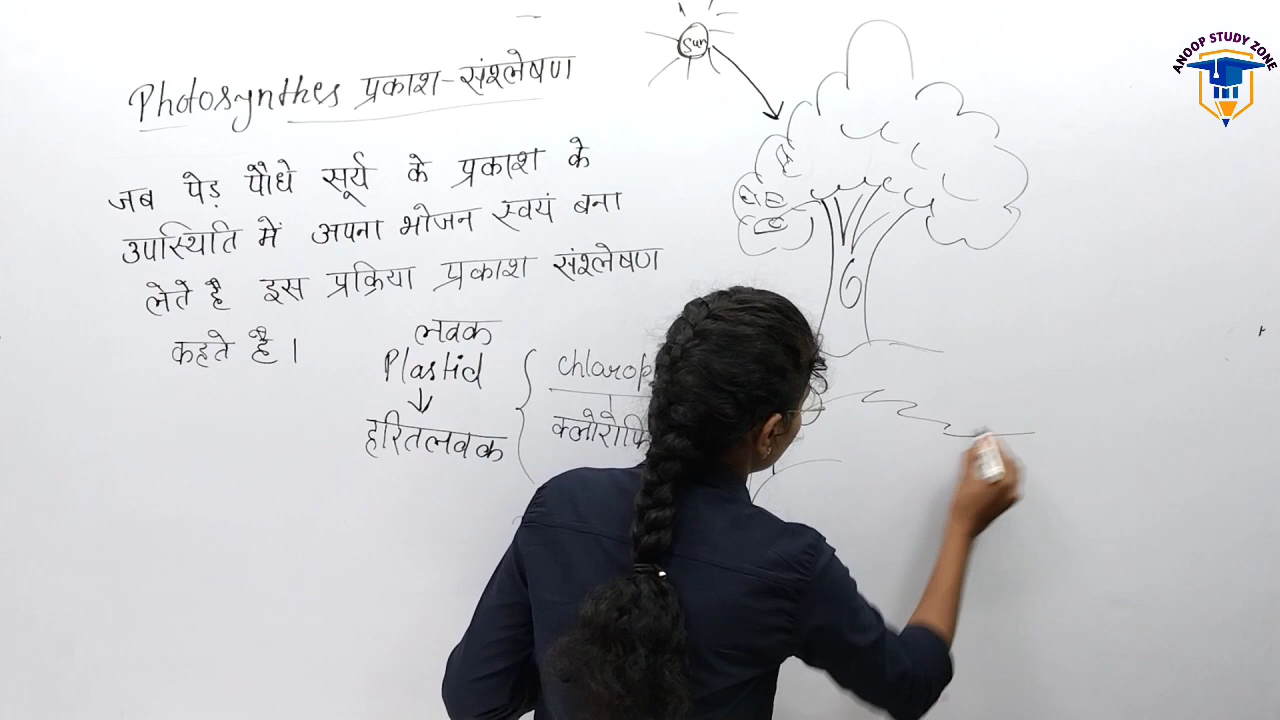 Photosynthes प्रकाश-संश्लेषण
जब पेड़ पौधे सूर्य के प्रकाश के
उपस्थिति में अपना भोजन स्वयं बना
लेते है इस प्रक्रिया प्रकाश संश्लेषण
कहते है।
लवक
Plastid
हरितलवक
chlarop
क्लोरोफि
Sun
ANOOP STUDY ZONE